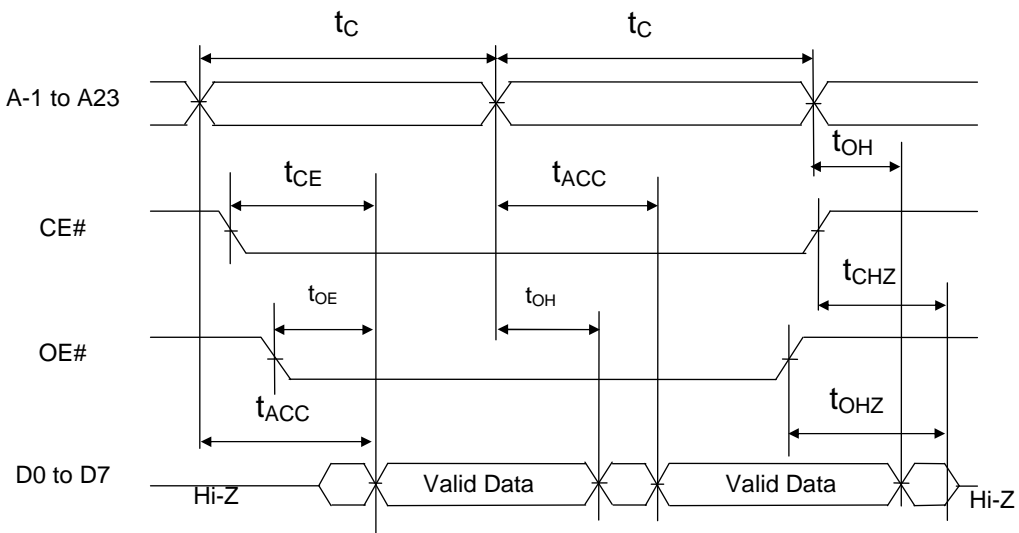 tC tC
A-1 to A23
tOH
tCE tACC
CE#
tCHZ
tOE tOH
OE#
tACC tOHZ
D0 to D7 Hi-Z Valid Data Valid Data Hi-Z